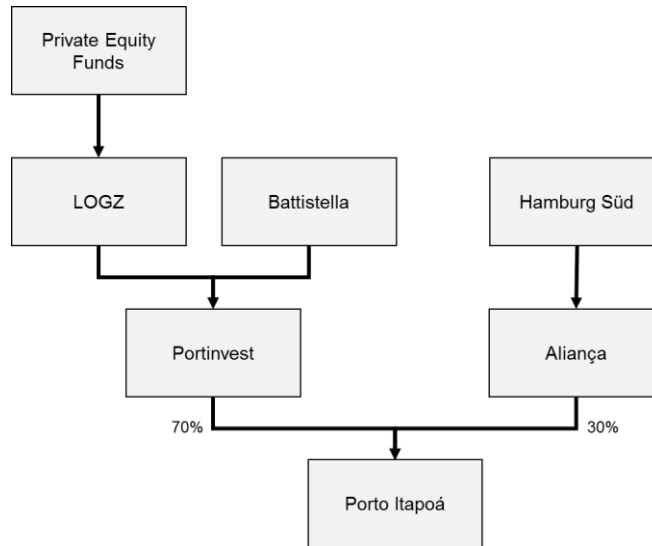 Private Equity
Funds
LOGZ
Battistella
Hamburg Süd
Portinvest
Aliança
70%
30%
Porto Itapoá